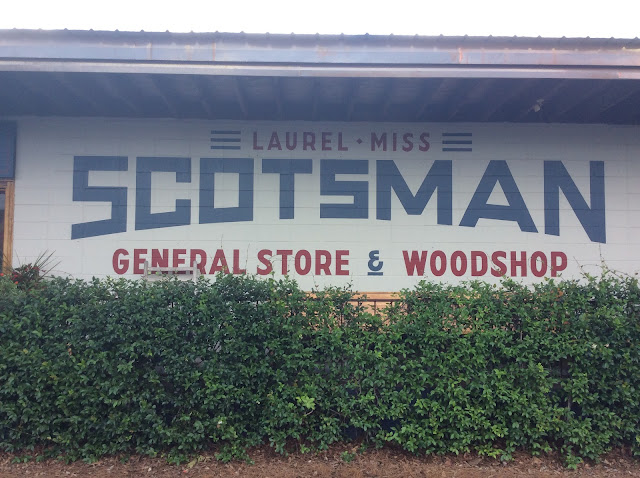 LAUREL · MISS
SCOTSMAN
GENERAL STORE & WOODSHOP